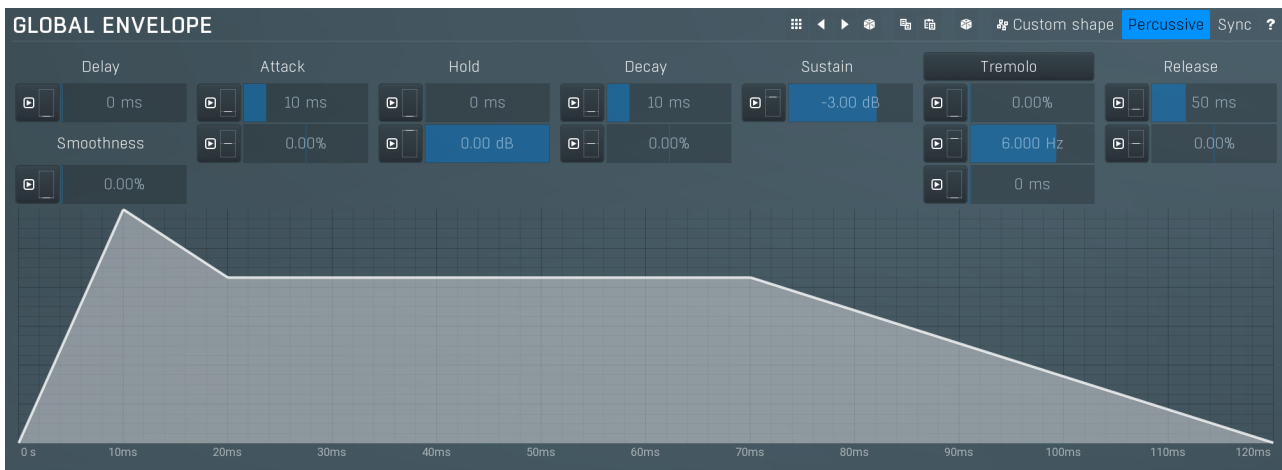 GLOBAL ENVELOPE Custom shape Percussive Sync ?
Delay Attack Hold Decay Sustain Tremolo Release
0 ms 10 ms 0 ms 10 ms -3.00 dB 0.00% 50 ms
Smoothness 0.00% 0.00 dB 0.00% 6.000 Hz 0.00%
0.00% 0 ms
0 s 10ms 20ms 30ms 40ms 50ms 60ms 70ms 80ms 90ms 100ms 110ms 120ms